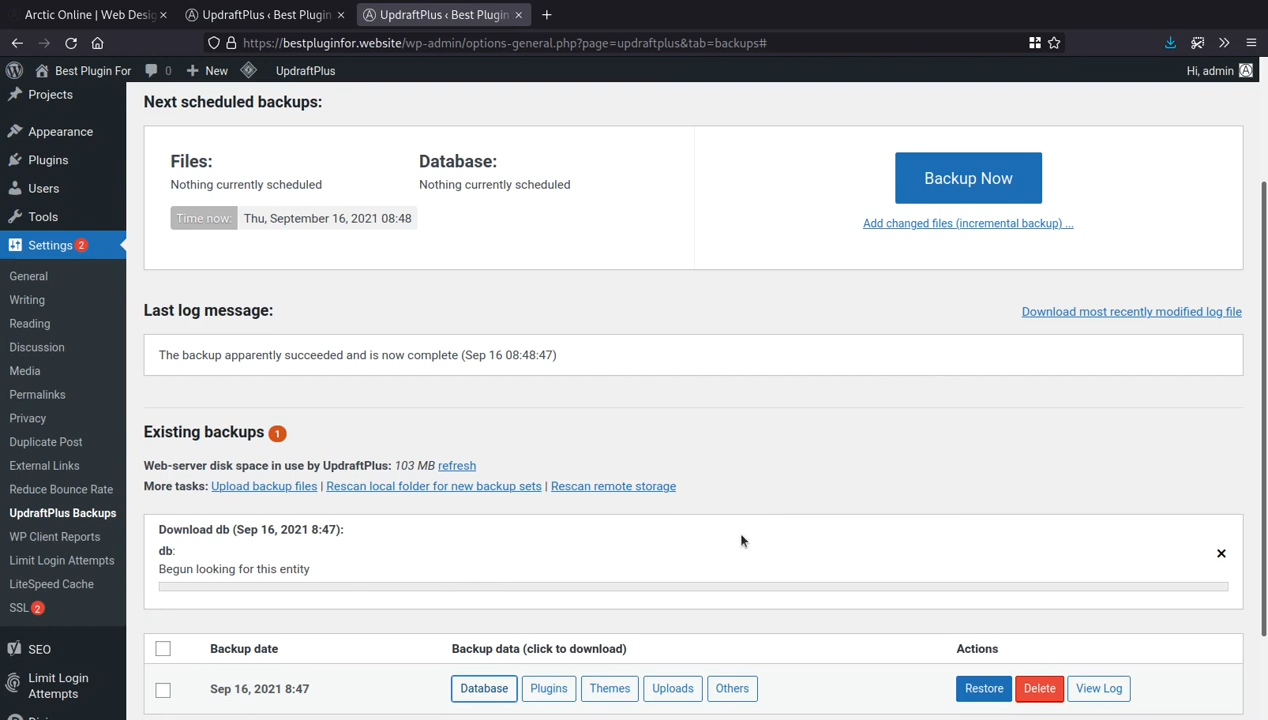 Arctic Online | Web Desig
UpdraftPlus ‹ Best Plugin
UpdraftPlus ‹ Best Plugin
https://bestpluginfor.website/wp-admin/options-general.php?page=updraftplus&tab=backups#
Best Plugin For
0
New
UpdraftPlus
Hi, admin
Projects
Appearance
Plugins
Users
Tools
Settings 2
General
Writing
Reading
Discussion
Media
Permalinks
Privacy
Duplicate Post
External Links
Reduce Bounce Rate
UpdraftPlus Backups
WP Client Reports
Limit Login Attempts
LiteSpeed Cache
SSL 2
SEO
Limit Login
Attempts
Next scheduled backups:
Files:
Nothing currently scheduled
Database:
Nothing currently scheduled
Time now: Thu, September 16, 2021 08:48
Backup Now
Add changed files (incremental backup) ...
Last log message:
Download most recently modified log file
The backup apparently succeeded and is now complete (Sep 16 08:48:47)
Existing backups 1
Web-server disk space in use by UpdraftPlus: 103 MB refresh
More tasks: Upload backup files | Rescan local folder for new backup sets | Rescan remote storage
Download db (Sep 16, 2021 8:47):
db:
Begun looking for this entity
Backup date
Backup data (click to download)
Actions
Sep 16, 2021 8:47
Database
Plugins
Themes
Uploads
Others
Restore
Delete
View Log